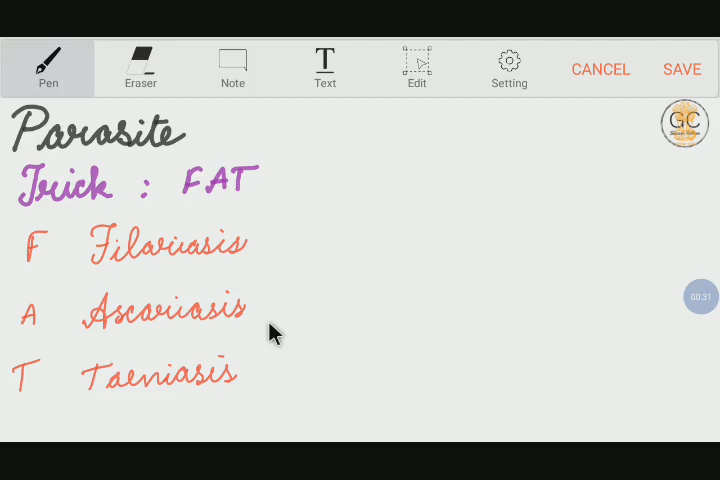 Pen Eraser Note Text Edit Setting CANCEL SAVE
GC
Parasite
Trick : FAT
F Filariasis
00:31
A Ascariasis
T Taeniasis